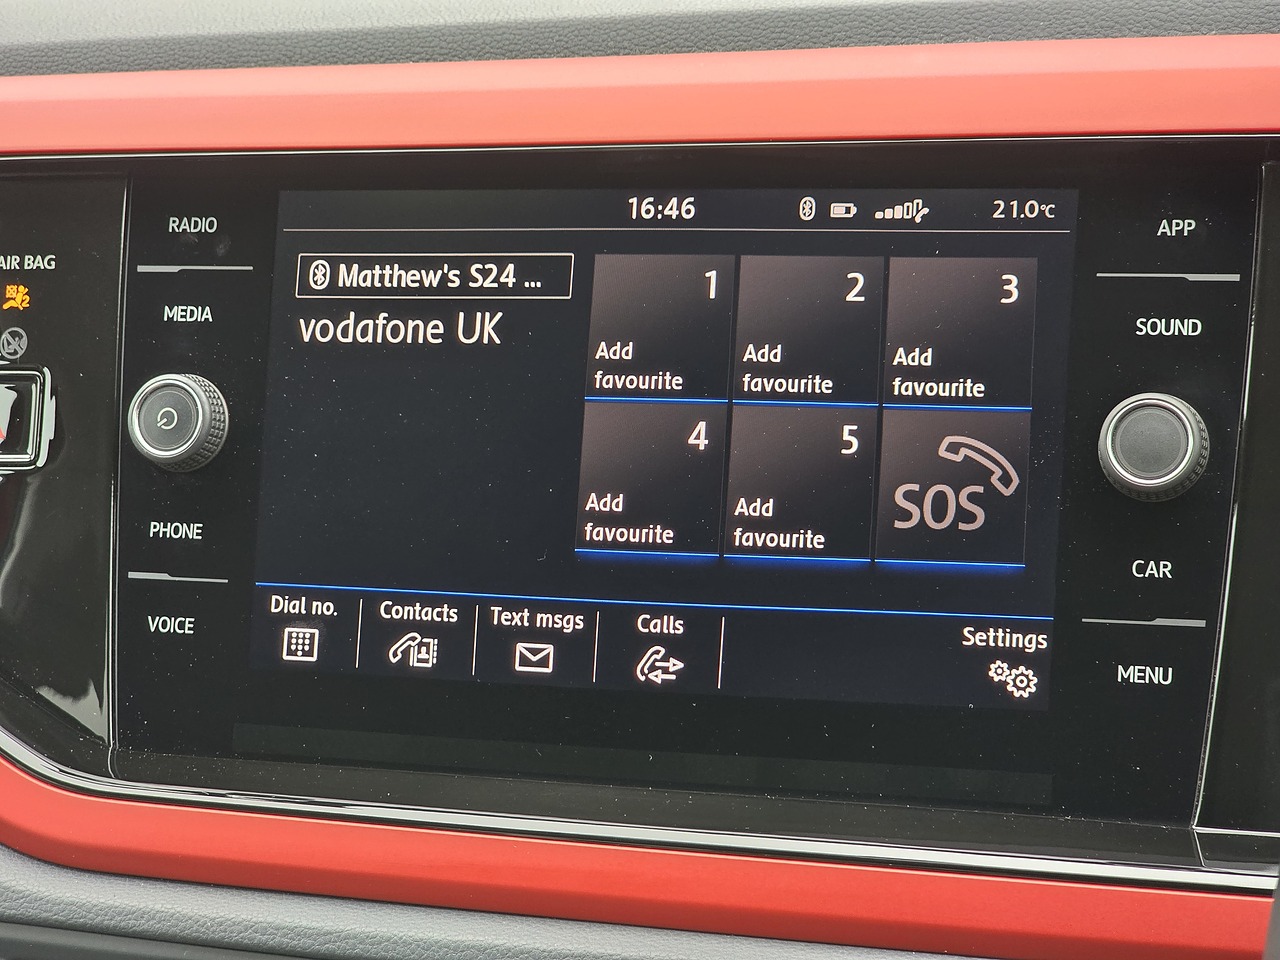 16:46
21.0°C
Matthew's S24 ...
vodafone UK
1
Add
favourite
2
Add
favourite
3
Add
favourite
4
Add
favourite
5
Add
favourite
SOS
Dial no.
Contacts
Text msgs
Calls
Settings
RADIO
MEDIA
PHONE
VOICE
APP
SOUND
CAR
MENU
AIR BAG
2